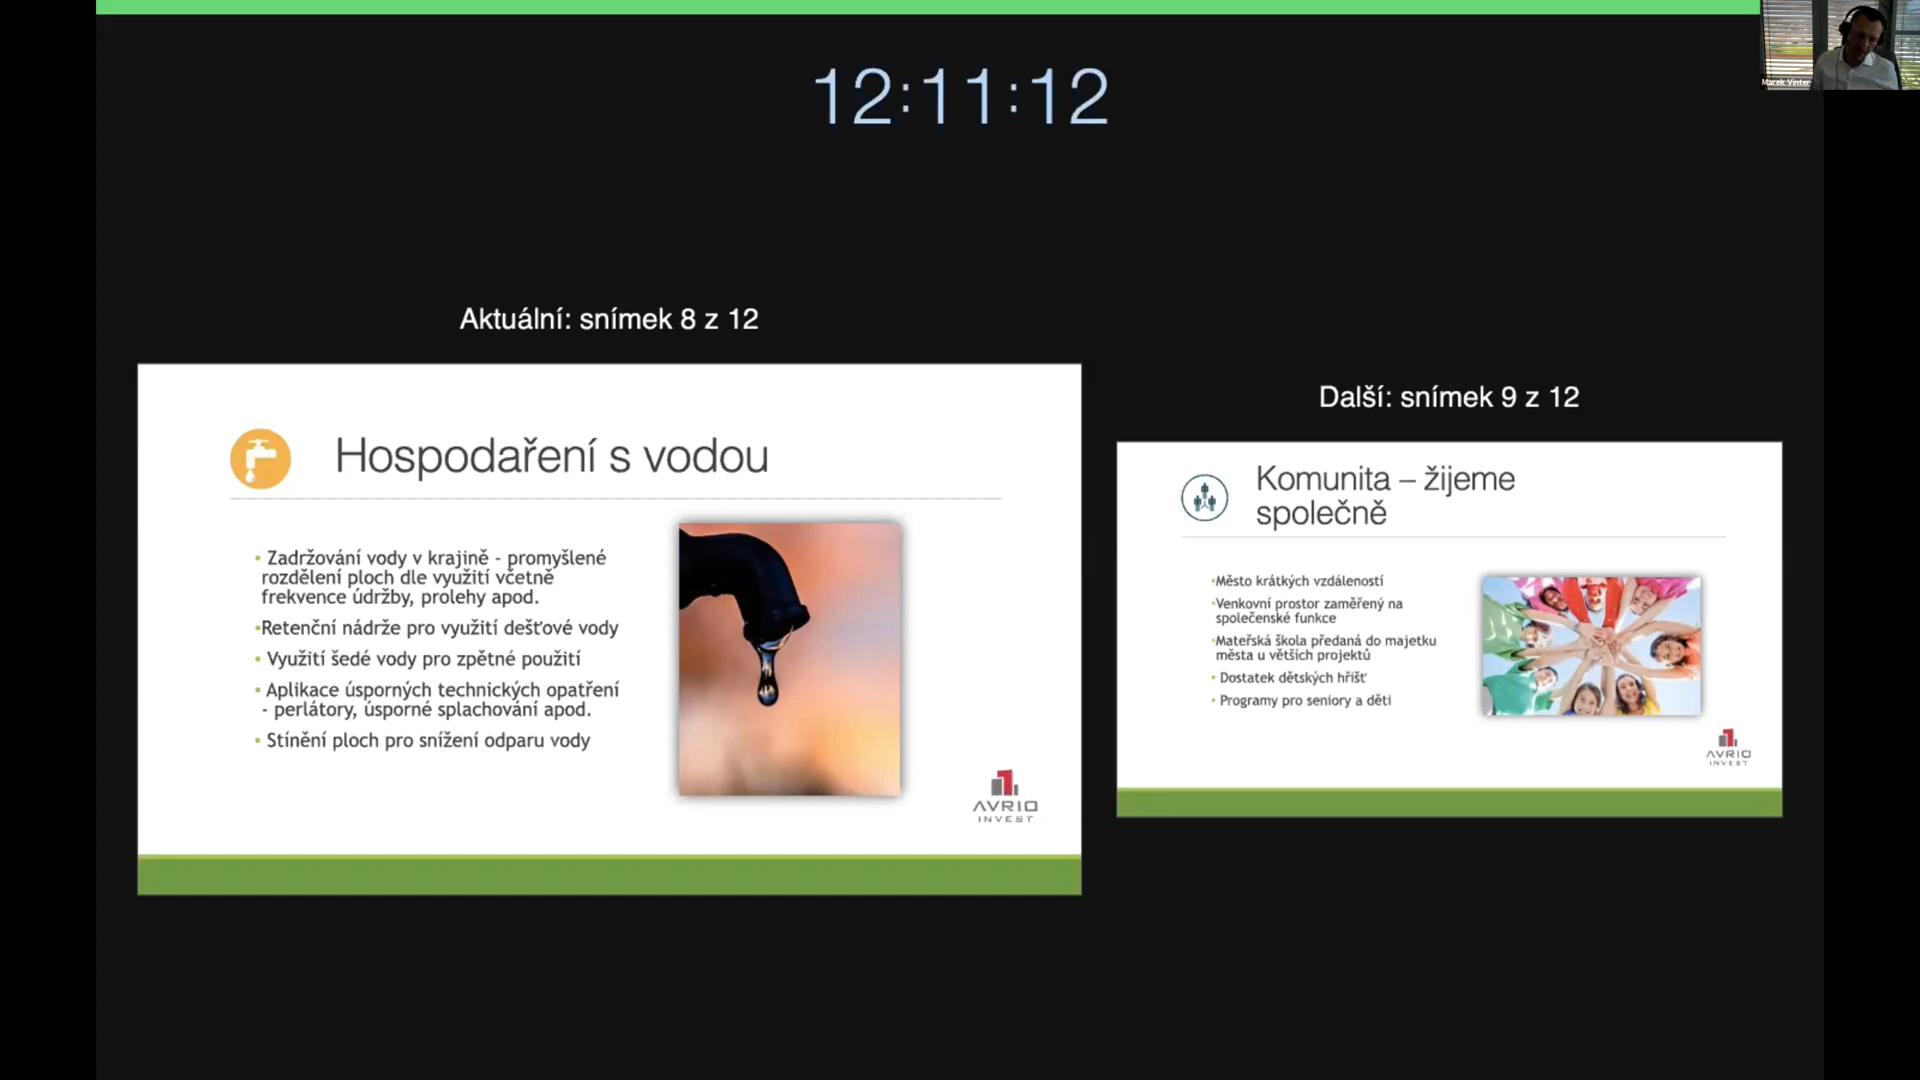 12:11:12
Marek Vinter
Aktuální: snímek 8 z 12
Hospodaření s vodou
• Zadržování vody v krajině - promyšlené
rozdělení ploch dle využití včetně
frekvence údržby, prolehy apod.
•Retenční nádrže pro využití dešťové vody
• Využití šedé vody pro zpětné použití
• Aplikace úsporných technických opatření
- perlátory, úsporné splachování apod.
• Stínění ploch pro snížení odparu vody
AVRIO
INVEST
Další: snímek 9 z 12
Komunita – žijeme
společně
•Město krátkých vzdáleností
•Venkovní prostor zaměřený na
společenské funkce
•Mateřská škola předaná do majetku
města u větších projektů
• Dostatek dětských hřišť
• Programy pro seniory a děti
AVRIO
INVEST